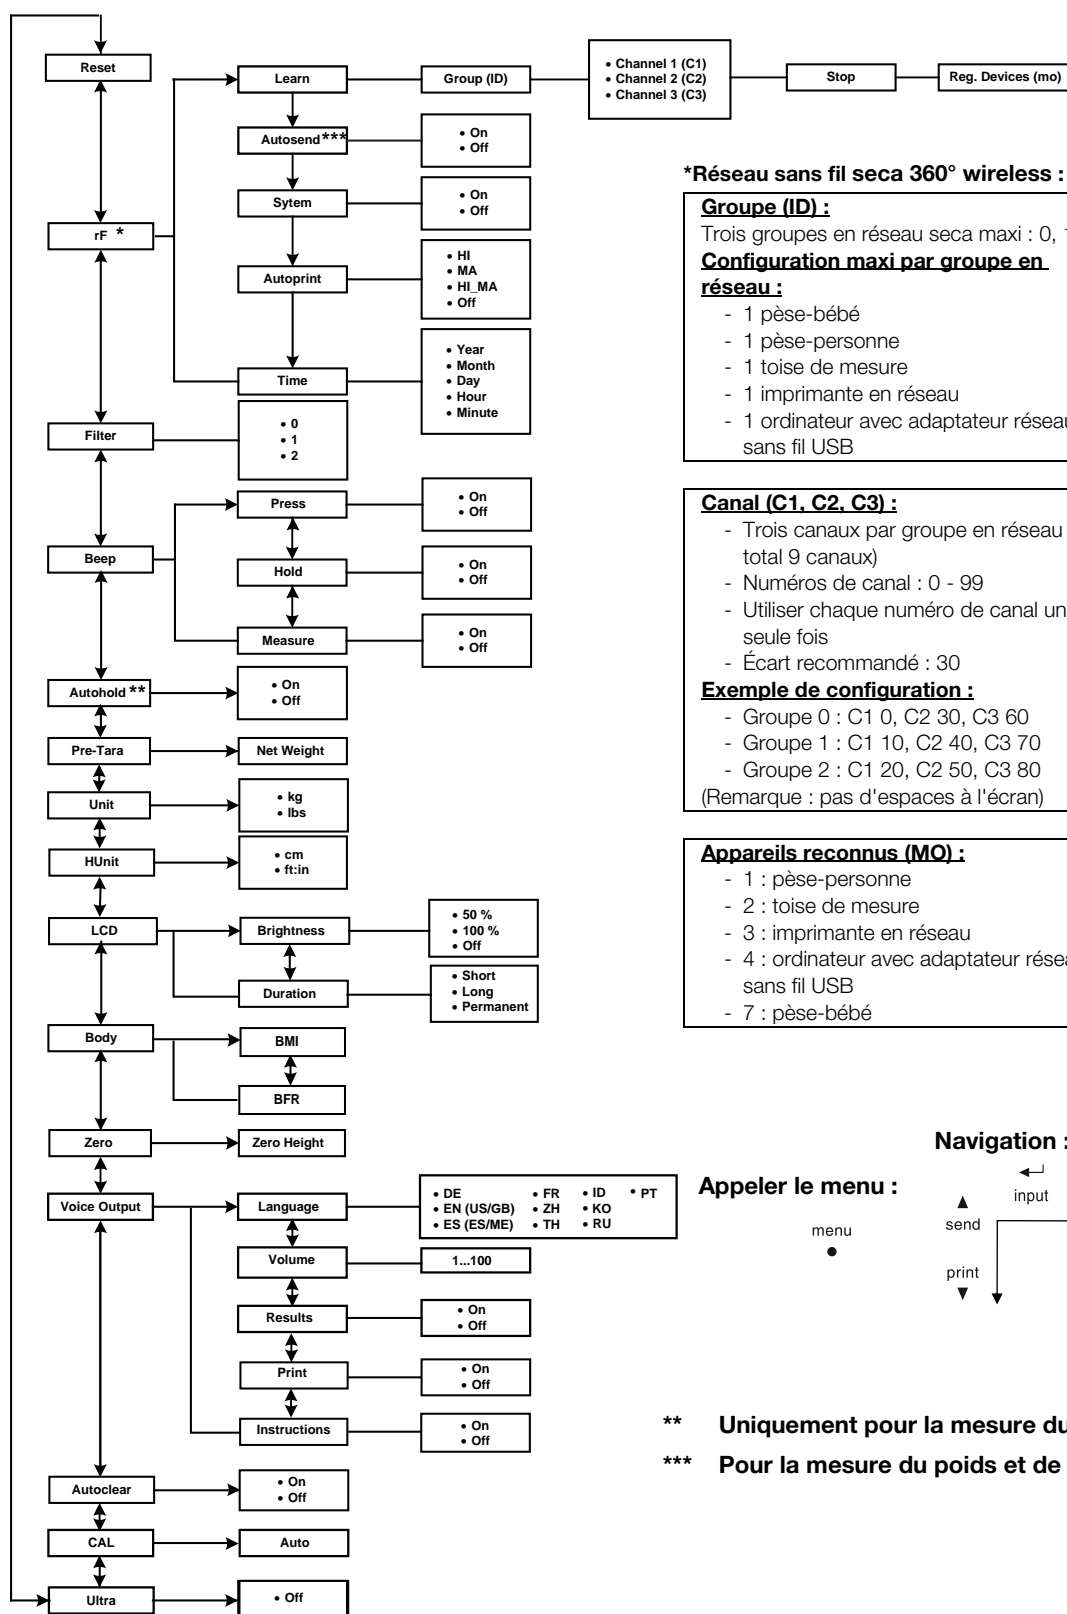 Reset
Learn
Group (ID)
• Channel 1 (C1)
• Channel 2 (C2)
• Channel 3 (C3)
Stop
Reg. Devices (mo)
Autosend***
• On
• Off
Sytem
• On
• Off
rF *
Autoprint
• HI
• MA
• HI_MA
• Off
Time
• Year
• Month
• Day
• Hour
• Minute
Filter
• 0
• 1
• 2
Beep
Press
• On
• Off
Hold
• On
• Off
Measure
• On
• Off
Autohold **
• On
• Off
Pre-Tara
Net Weight
Unit
• kg
• lbs
HUnit
• cm
• ft:in
LCD
Brightness
• 50 %
• 100 %
• Off
Duration
• Short
• Long
• Permanent
Body
BMI
BFR
Zero
Zero Height
Voice Output
Language
• DE • FR • ID • PT
• EN (US/GB) • ZH • KO
• ES (ES/ME) • TH • RU
Volume
1...100
Results
• On
• Off
Print
• On
• Off
Instructions
• On
• Off
Autoclear
• On
• Off
CAL
Auto
Ultra
• Off
*Réseau sans fil seca 360° wireless :
Groupe (ID) :
Trois groupes en réseau seca maxi : 0,
Configuration maxi par groupe en
réseau :
- 1 pèse-bébé
- 1 pèse-personne
- 1 toise de mesure
- 1 imprimante en réseau
- 1 ordinateur avec adaptateur réseau
sans fil USB
Canal (C1, C2, C3) :
- Trois canaux par groupe en réseau
total 9 canaux)
- Numéros de canal : 0 - 99
- Utiliser chaque numéro de canal un
seule fois
- Écart recommandé : 30
Exemple de configuration :
- Groupe 0 : C1 0, C2 30, C3 60
- Groupe 1 : C1 10, C2 40, C3 70
- Groupe 2 : C1 20, C2 50, C3 80
(Remarque : pas d'espaces à l'écran)
Appareils reconnus (MO) :
- 1 : pèse-personne
- 2 : toise de mesure
- 3 : imprimante en réseau
- 4 : ordinateur avec adaptateur résea
sans fil USB
- 7 : pèse-bébé
Navigation :
Appeler le menu :
menu
input
send
print
** Uniquement pour la mesure du
*** Pour la mesure du poids et de